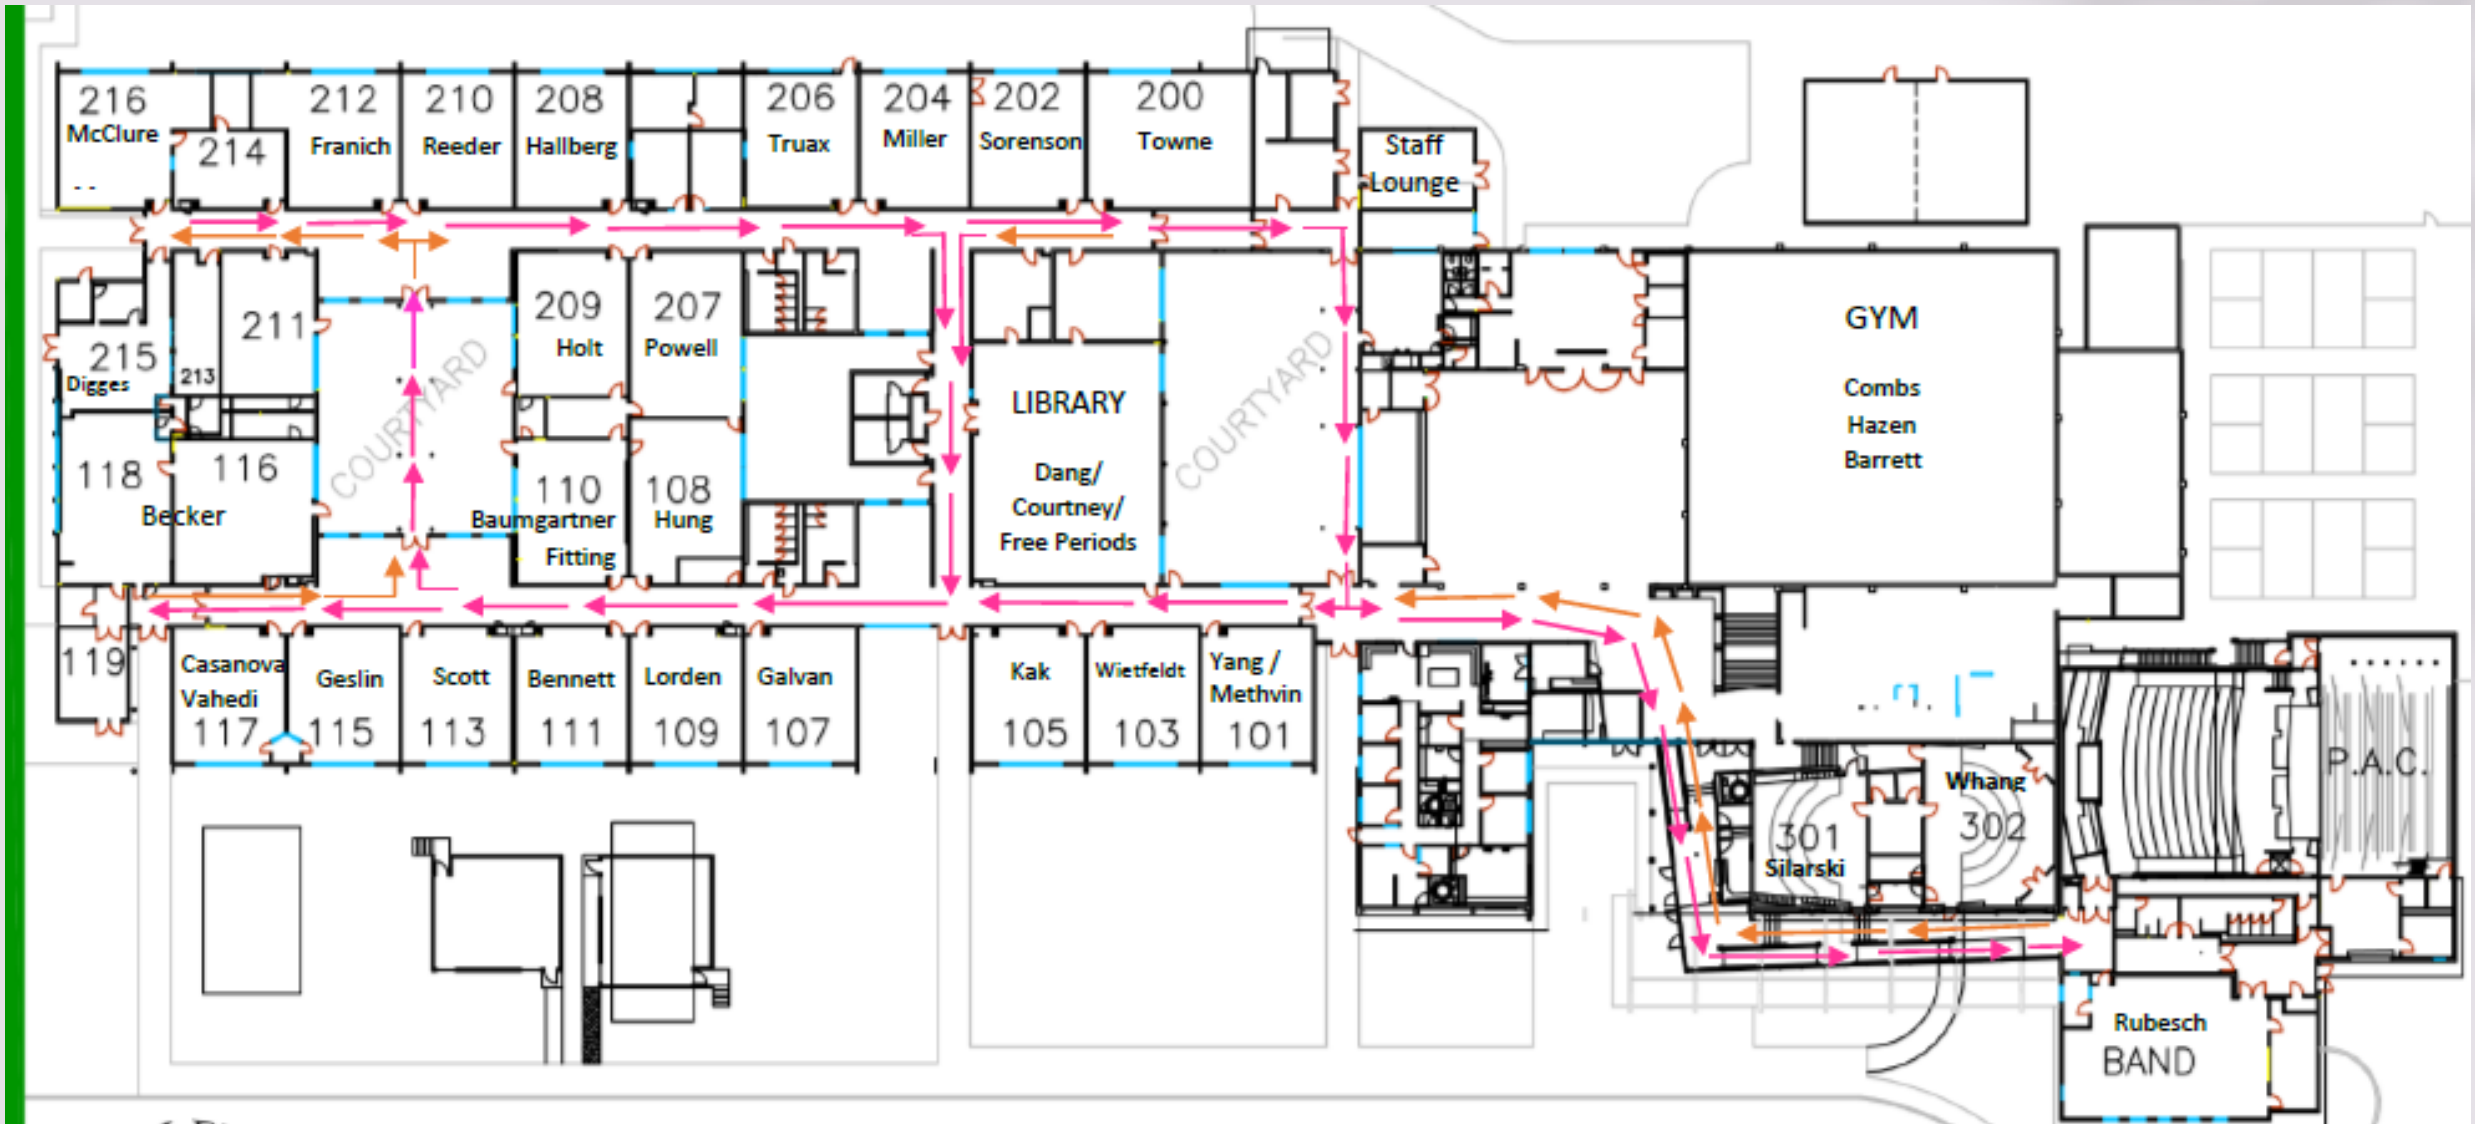 216
McClure
214
212
Franich
210
Reeder
208
Hallberg
206
Truax
204
Miller
202
Sorenson
200
Towne
Staff
Lounge
215
Digges
213
211
COURTYARD
209
Holt
207
Powell
LIBRARY
Dang/
Courtney/
Free Periods
COURTYARD
GYM
Combs
Hazen
Barrett
118
116
Becker
110
Baumgartner
Fitting
108
Hung
119
Casanova
Vahedi
117
Geslin
115
Scott
113
Bennett
111
Lorden
109
Galvan
107
Kak
105
Wietfeldt
103
Yang /
Methvin
101
301
Silarski
Whang
302
P.A.C.
Rubesch
BAND